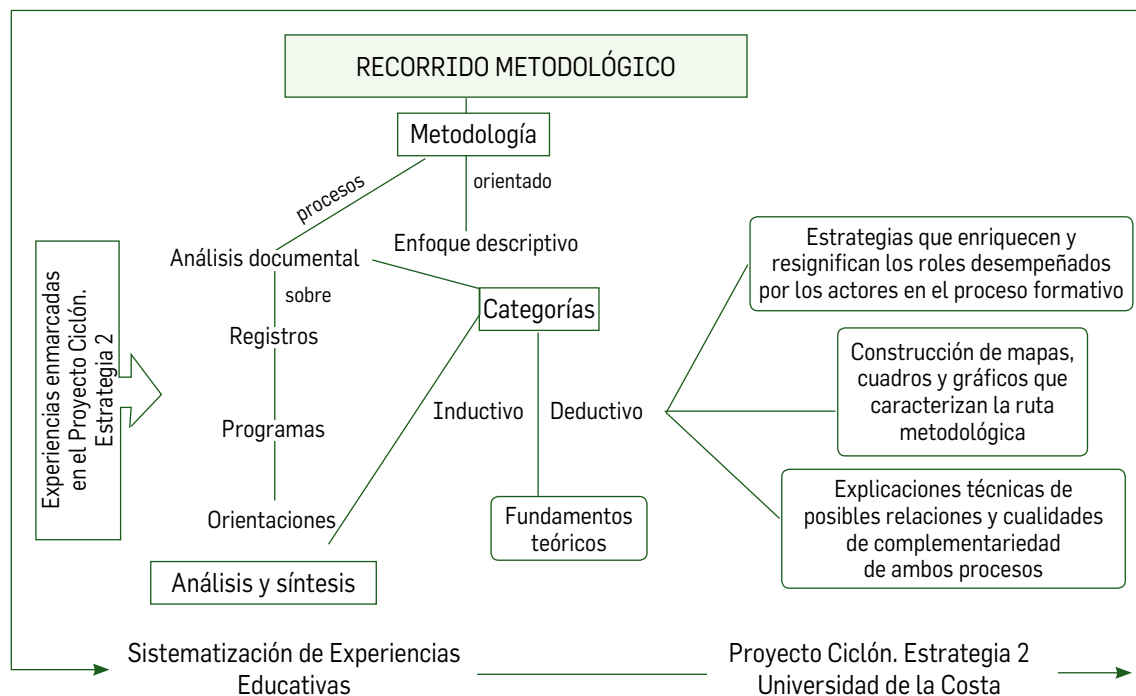 RECORRIDO METODOLÓGICO
Metodología
procesos
orientado
Análisis documental
Enfoque descriptivo
sobre
Registros
Categorías
Programas
Inductivo
Deductivo
Orientaciones
Fundamentos
teóricos
Análisis y síntesis
Experiencias enmarcadas
en el Proyecto Ciclón.
Estrategia 2
Estrategias que enriquecen y
resignifican los roles desempeñados
por los actores en el proceso formativo
Construcción de mapas,
cuadros y gráficos que
caracterizan la ruta
metodológica
Explicaciones técnicas de
posibles relaciones y cualidades
de complementariedad
de ambos procesos
Sistematización de Experiencias
Educativas
Proyecto Ciclón. Estrategia 2
Universidad de la Costa